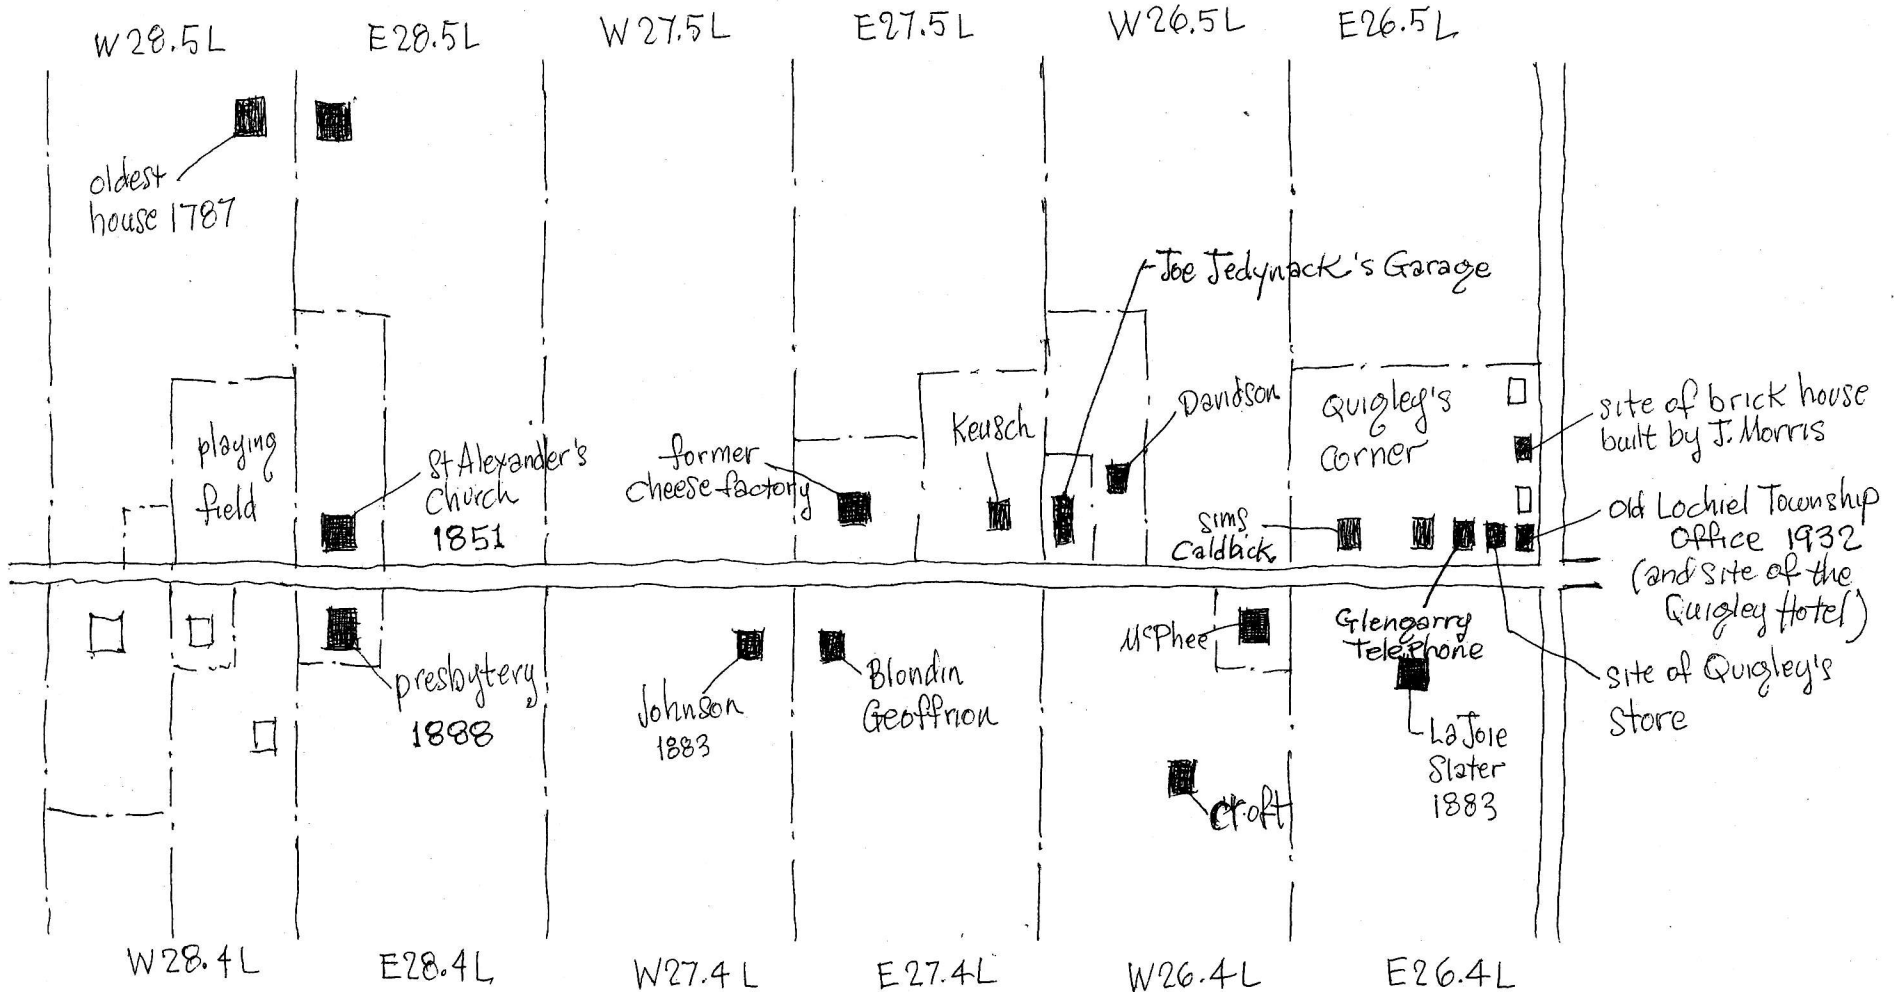 W28.5L
E28.5L
W27.5L
E27.5L
W26.5L
E26.5L
oldest
house 1787
Joe Jedynack's Garage
playing
field
St Alexander's
Church
1851
former
cheese factory
Keusch
Davidson
Quigley's
corner
site of brick house
built by J. Morris
Sims
Caldbick
Old Lochiel Township
Office 1932
(and site of the
Quigley Hotel)
presbytery
1888
Johnson
1883
Blondin
Geoffrion
McPhee
Glengarry
Telephone
site of Quigley's
Store
La Joie
Slater
1883
Croft
W28.4L
E28.4L
W27.4L
E27.4L
W26.4L
E26.4L